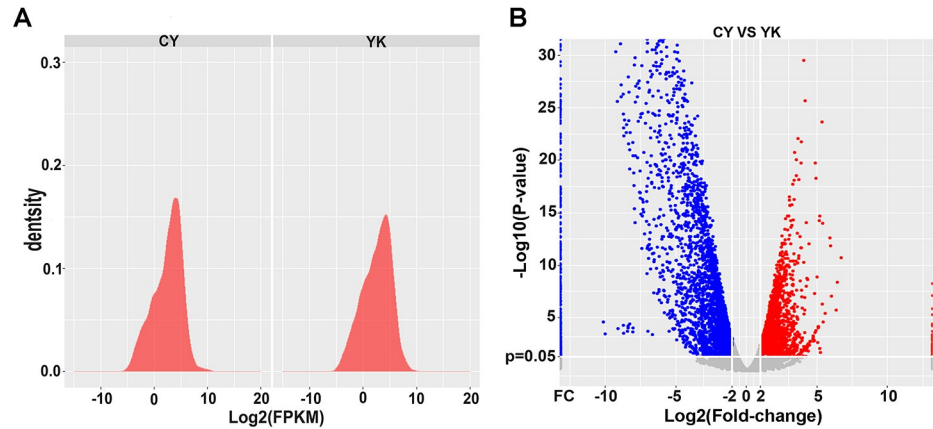 A
CY YK
0.3
0.2
0.1
0.0
dentsity
-10 0 10 20 -10 0 10 20
Log2(FPKM)
B
CY VS YK
30
25
20
15
10
5
p=0.05
-Log10(P-value)
FC -10 -5 -2 0 2 5 10
Log2(Fold-change)